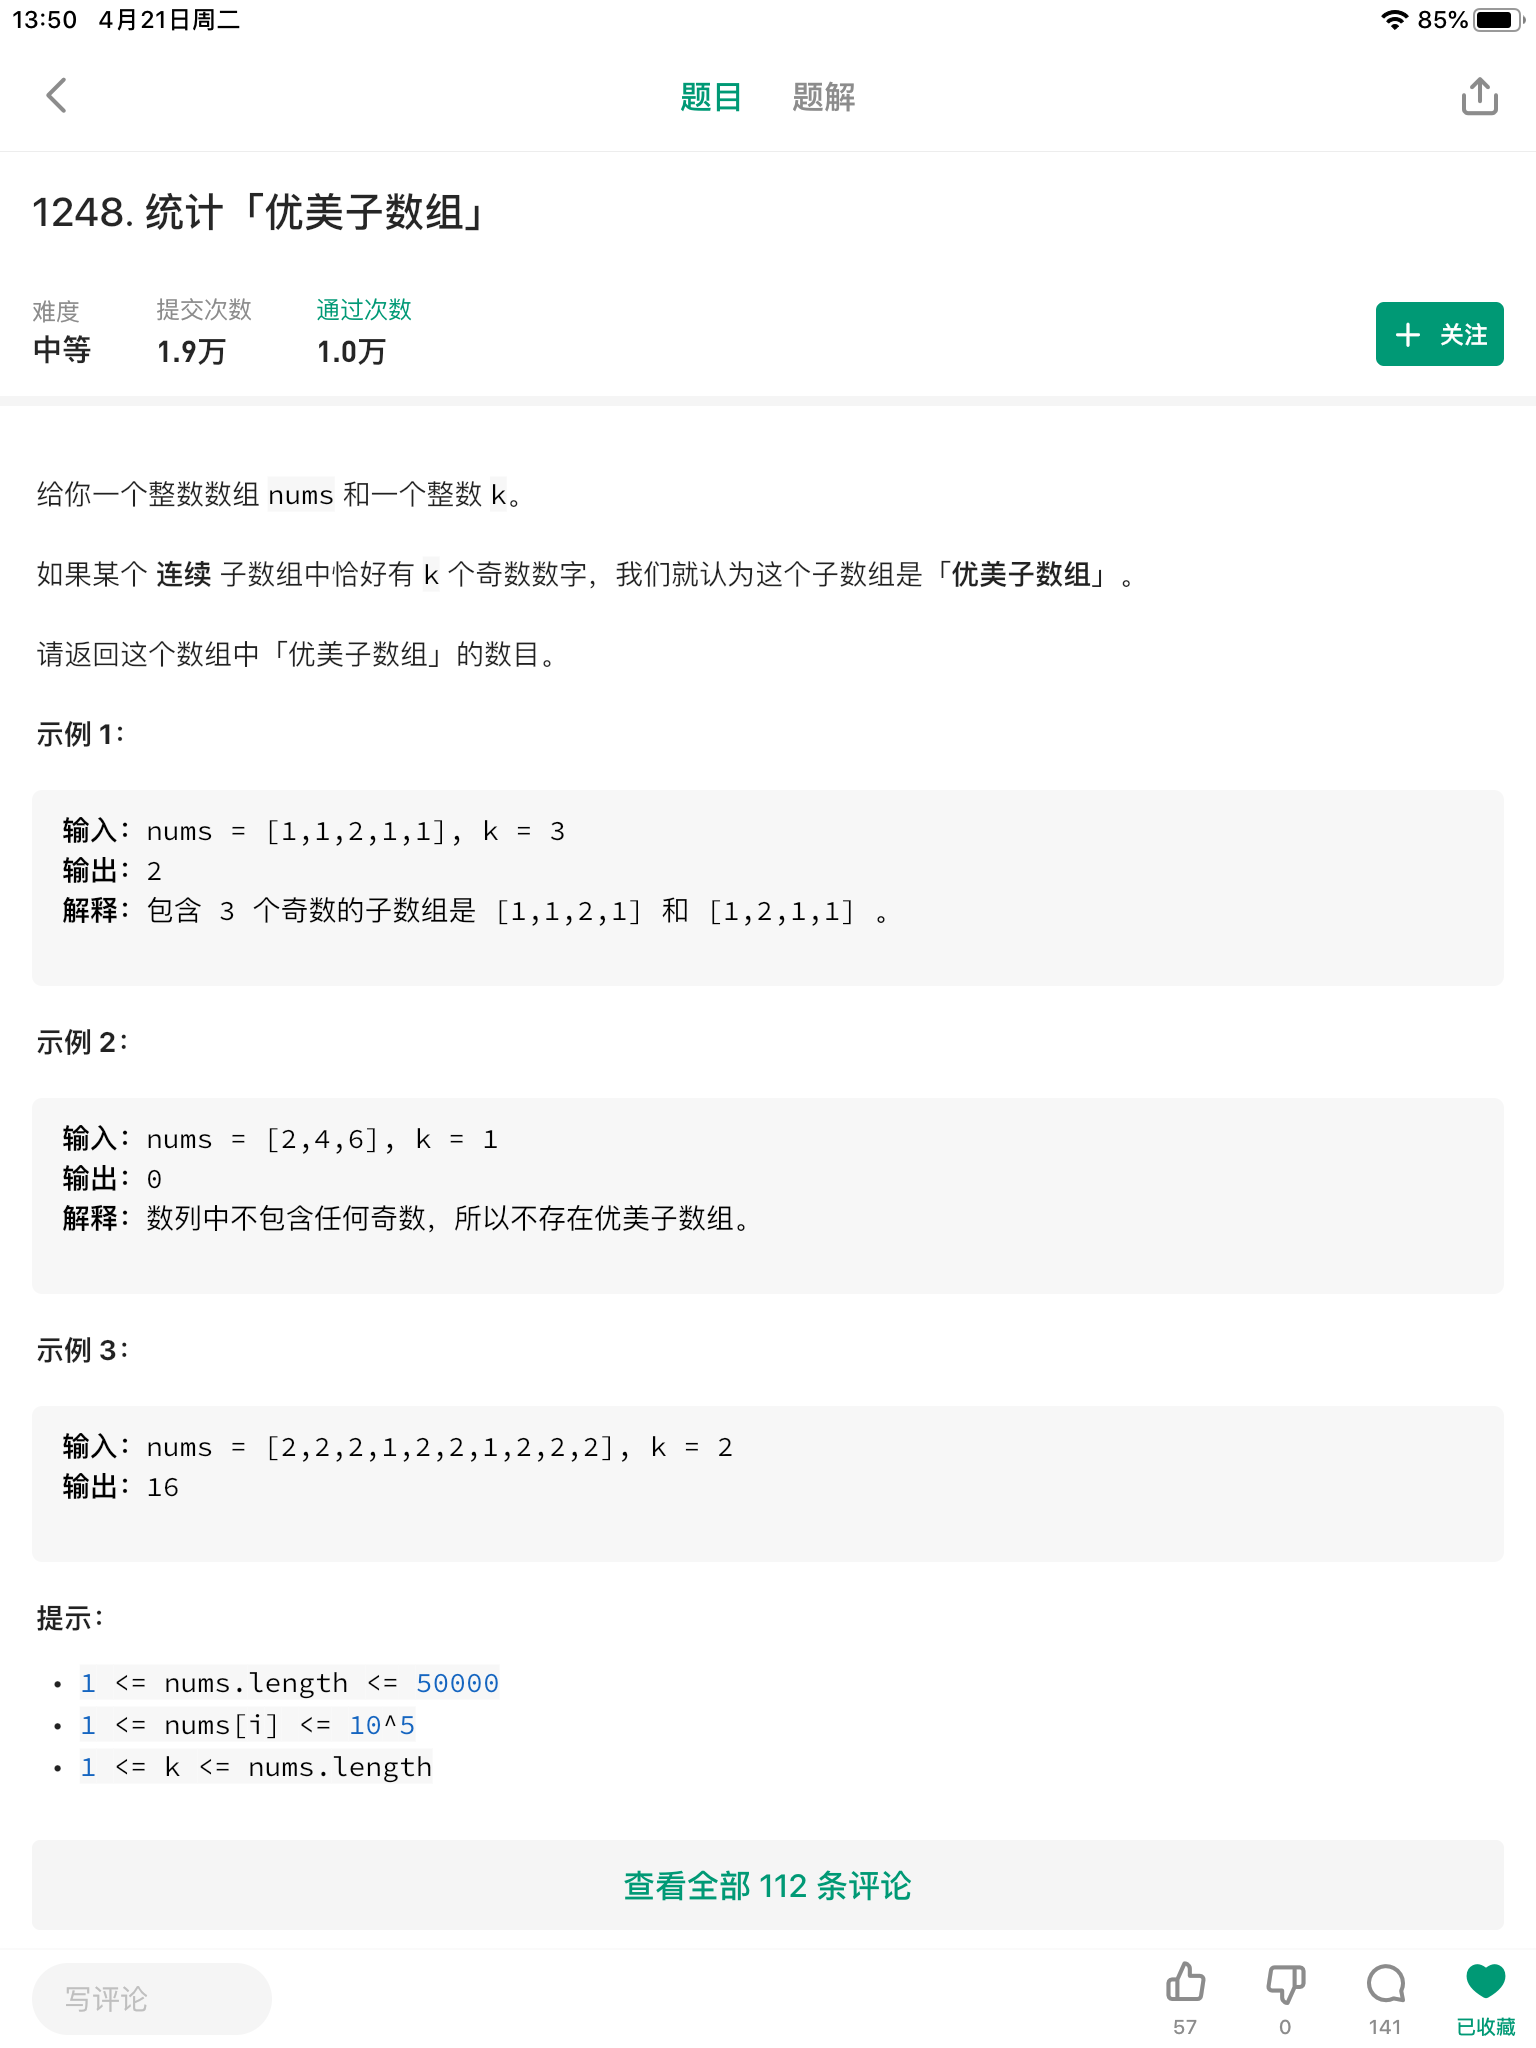 13:50 4月21日周二
85%
题目 题解
1248. 统计「优美子数组」
难度 提交次数 通过次数
中等 1.9万 1.0万
+ 关注
给你一个整数数组 nums 和一个整数 k。
如果某个 连续 子数组中恰好有 k 个奇数数字，我们就认为这个子数组是「优美子数组」。
请返回这个数组中「优美子数组」的数目。
示例 1：
输入：nums = [1,1,2,1,1], k = 3
输出：2
解释：包含 3 个奇数的子数组是 [1,1,2,1] 和 [1,2,1,1] 。
示例 2：
输入：nums = [2,4,6], k = 1
输出：0
解释：数列中不包含任何奇数，所以不存在优美子数组。
示例 3：
输入：nums = [2,2,2,1,2,2,1,2,2,2], k = 2
输出：16
提示：
• 1 <= nums.length <= 50000
• 1 <= nums[i] <= 10^5
• 1 <= k <= nums.length
查看全部 112 条评论
写评论
57 0 141 已收藏